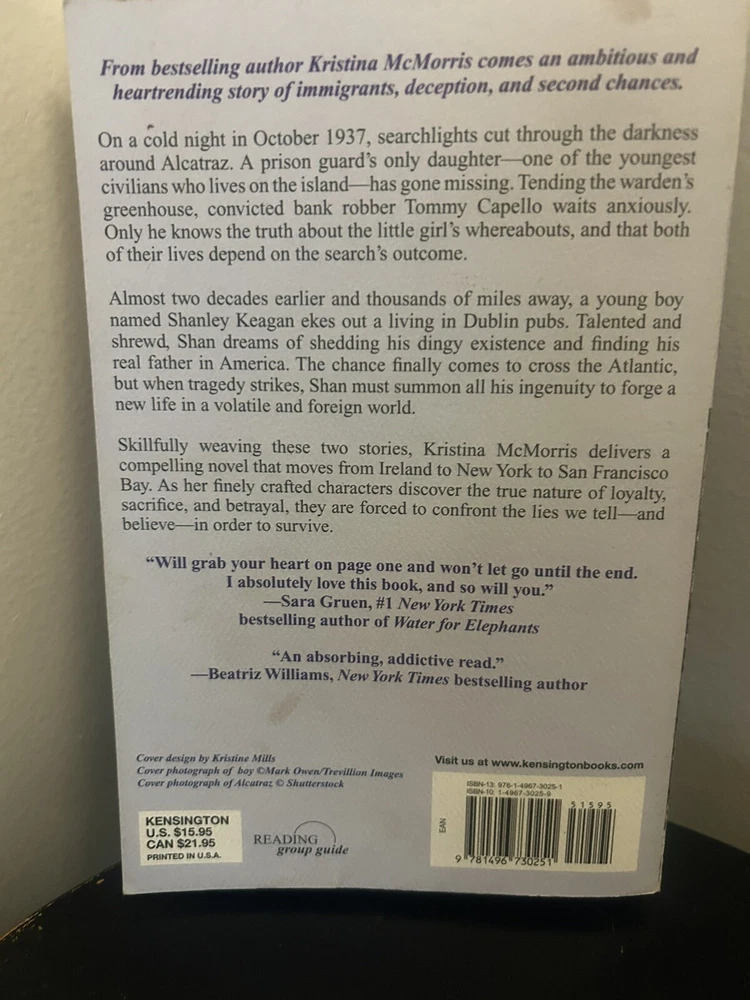 From bestselling author Kristina McMorris comes an ambitious and
heartrending story of immigrants, deception, and second chances.
On a cold night in October 1937, searchlights cut through the darkness
around Alcatraz. A prison guard's only daughter—one of the youngest
civilians who lives on the island—has gone missing. Tending the warden's
greenhouse, convicted bank robber Tommy Capello waits anxiously.
Only he knows the truth about the little girl's whereabouts, and that both
of their lives depend on the search's outcome.
Almost two decades earlier and thousands of miles away, a young boy
named Shanley Keagan ekes out a living in Dublin pubs. Talented and
shrewd, Shan dreams of shedding his dingy existence and finding his
real father in America. The chance finally comes to cross the Atlantic,
but when tragedy strikes, Shan must summon all his ingenuity to forge a
new life in a volatile and foreign world.
Skillfully weaving these two stories, Kristina McMorris delivers a
compelling novel that moves from Ireland to New York to San Francisco
Bay. As her finely crafted characters discover the true nature of loyalty,
sacrifice, and betrayal, they are forced to confront the lies we tell—and
believe—in order to survive.
“Will grab your heart on page one and won't let go until the end.
I absolutely love this book, and so will you.”
—Sara Gruen, #1 New York Times
bestselling author of Water for Elephants
“An absorbing, addictive read.”
—Beatriz Williams, New York Times bestselling author
Cover design by Kristine Mills
Cover photograph of boy ©Mark Owen/Trevillion Images
Cover photograph of Alcatraz © Shutterstock
KENSINGTON
U.S. $15.95
CAN $21.95
PRINTED IN U.S.A.
READING
group guide
Visit us at www.kensingtonbooks.com
ISBN-13: 978-1-4967-3025-1
ISBN-10: 1-4967-3025-9
51595
EAN
9 781496 730251